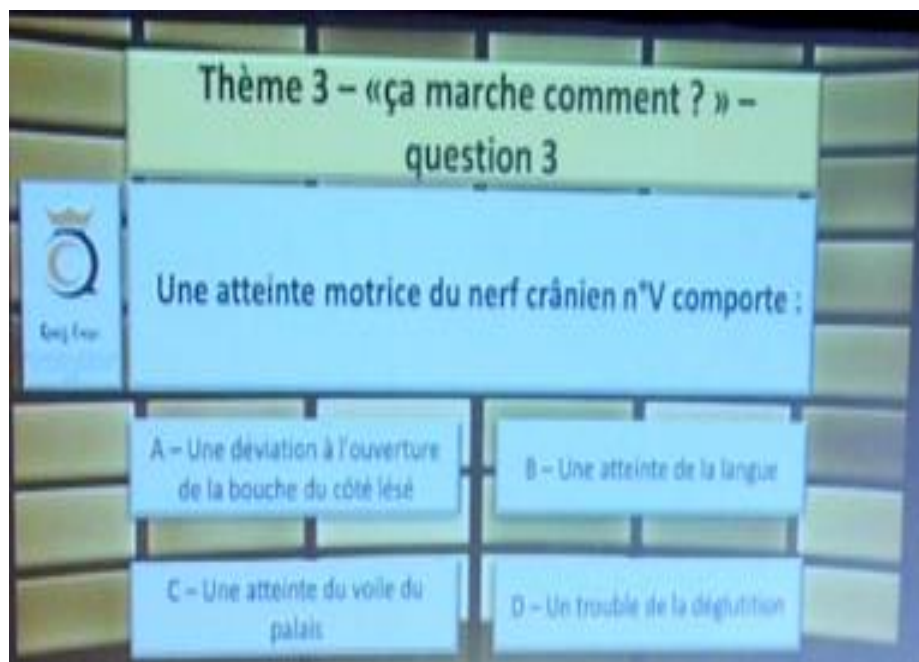 Thème 3 – «ça marche comment ? » –
question 3
Une atteinte motrice du nerf crânien n°V comporte :
A – Une déviation à l'ouverture
de la bouche du côté lésé
B – Une atteinte de la langue
C – Une atteinte du voile du
palais
D – Un trouble de la déglutition